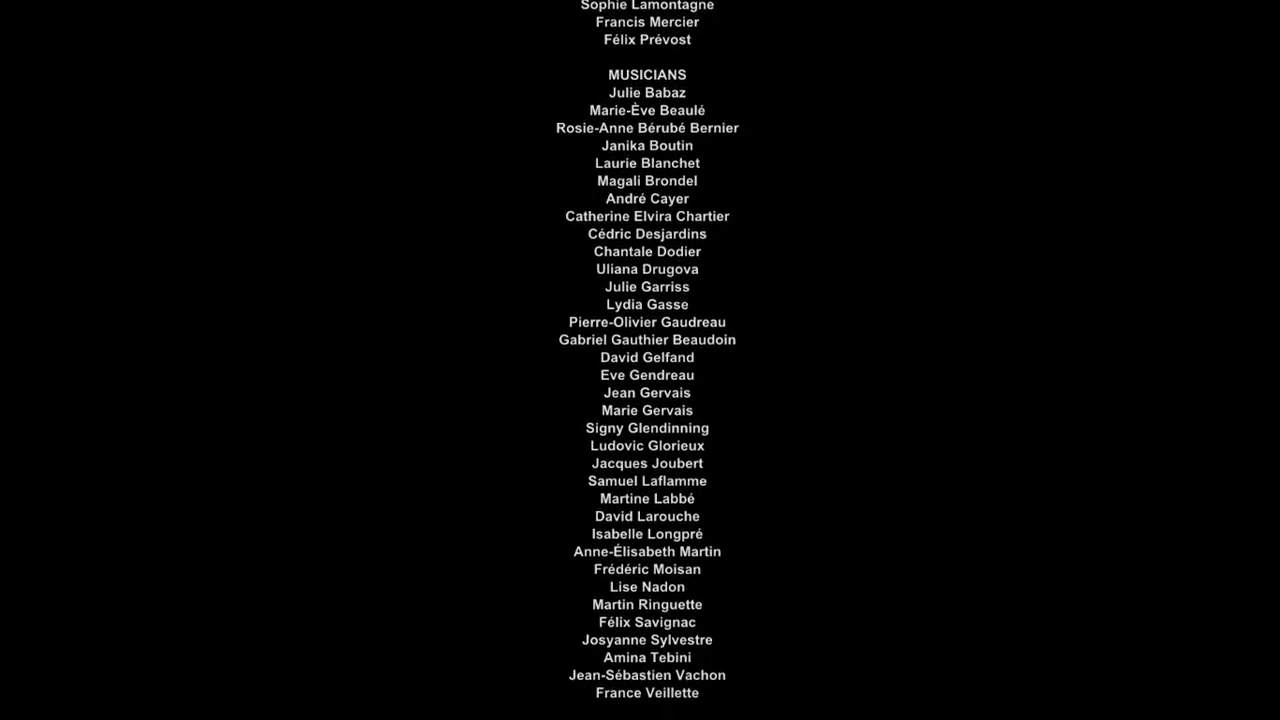 Sophie Lamontagne
Francis Mercier
Félix Prévost
MUSICIANS
Julie Babaz
Marie-Ève Beaulé
Rosie-Anne Bérubé Bernier
Janika Boutin
Laurie Blanchet
Magali Brondel
André Cayer
Catherine Elvira Chartier
Cédric Desjardins
Chantale Dodier
Uliana Drugova
Julie Garriss
Lydia Gasse
Pierre-Olivier Gaudreau
Gabriel Gauthier Beaudoin
David Gelfand
Eve Gendreau
Jean Gervais
Marie Gervais
Signy Glendinning
Ludovic Glorieux
Jacques Joubert
Samuel Laflamme
Martine Labbé
David Larouche
Isabelle Longpré
Anne-Élisabeth Martin
Frédéric Moisan
Lise Nadon
Martin Ringuette
Félix Savignac
Josyanne Sylvestre
Amina Tebini
Jean-Sébastien Vachon
France Veillette